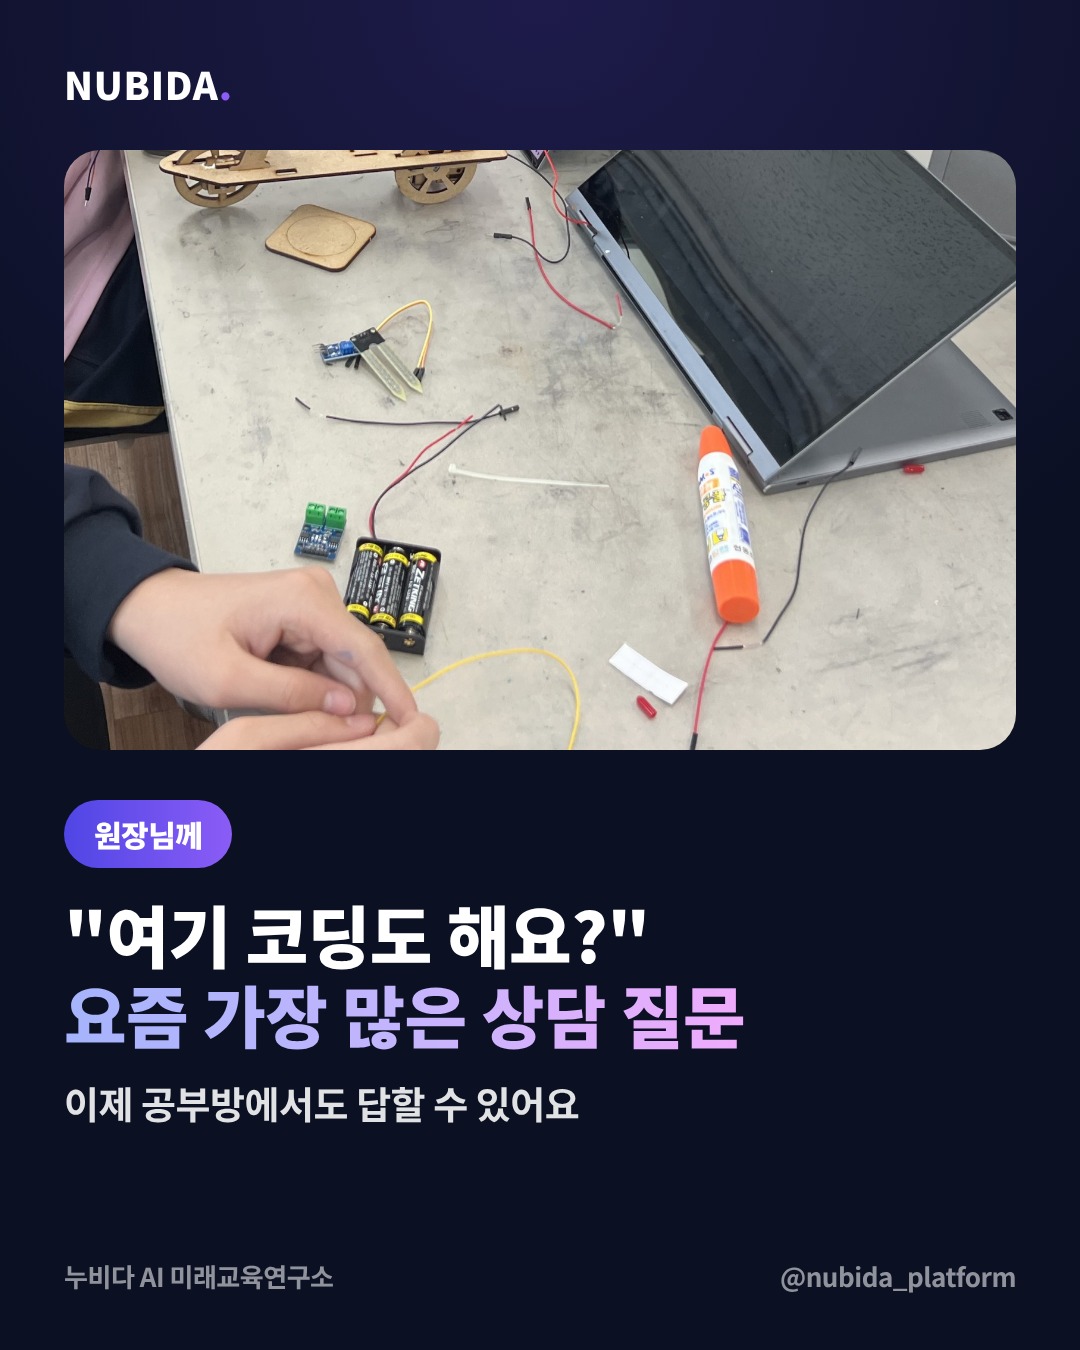 NUBIDA.
원장님께
"여기 코딩도 해요?"
요즘 가장 많은 상담 질문
이제 공부방에서도 답할 수 있어요
누비다 AI 미래교육연구소
@nubida_platform